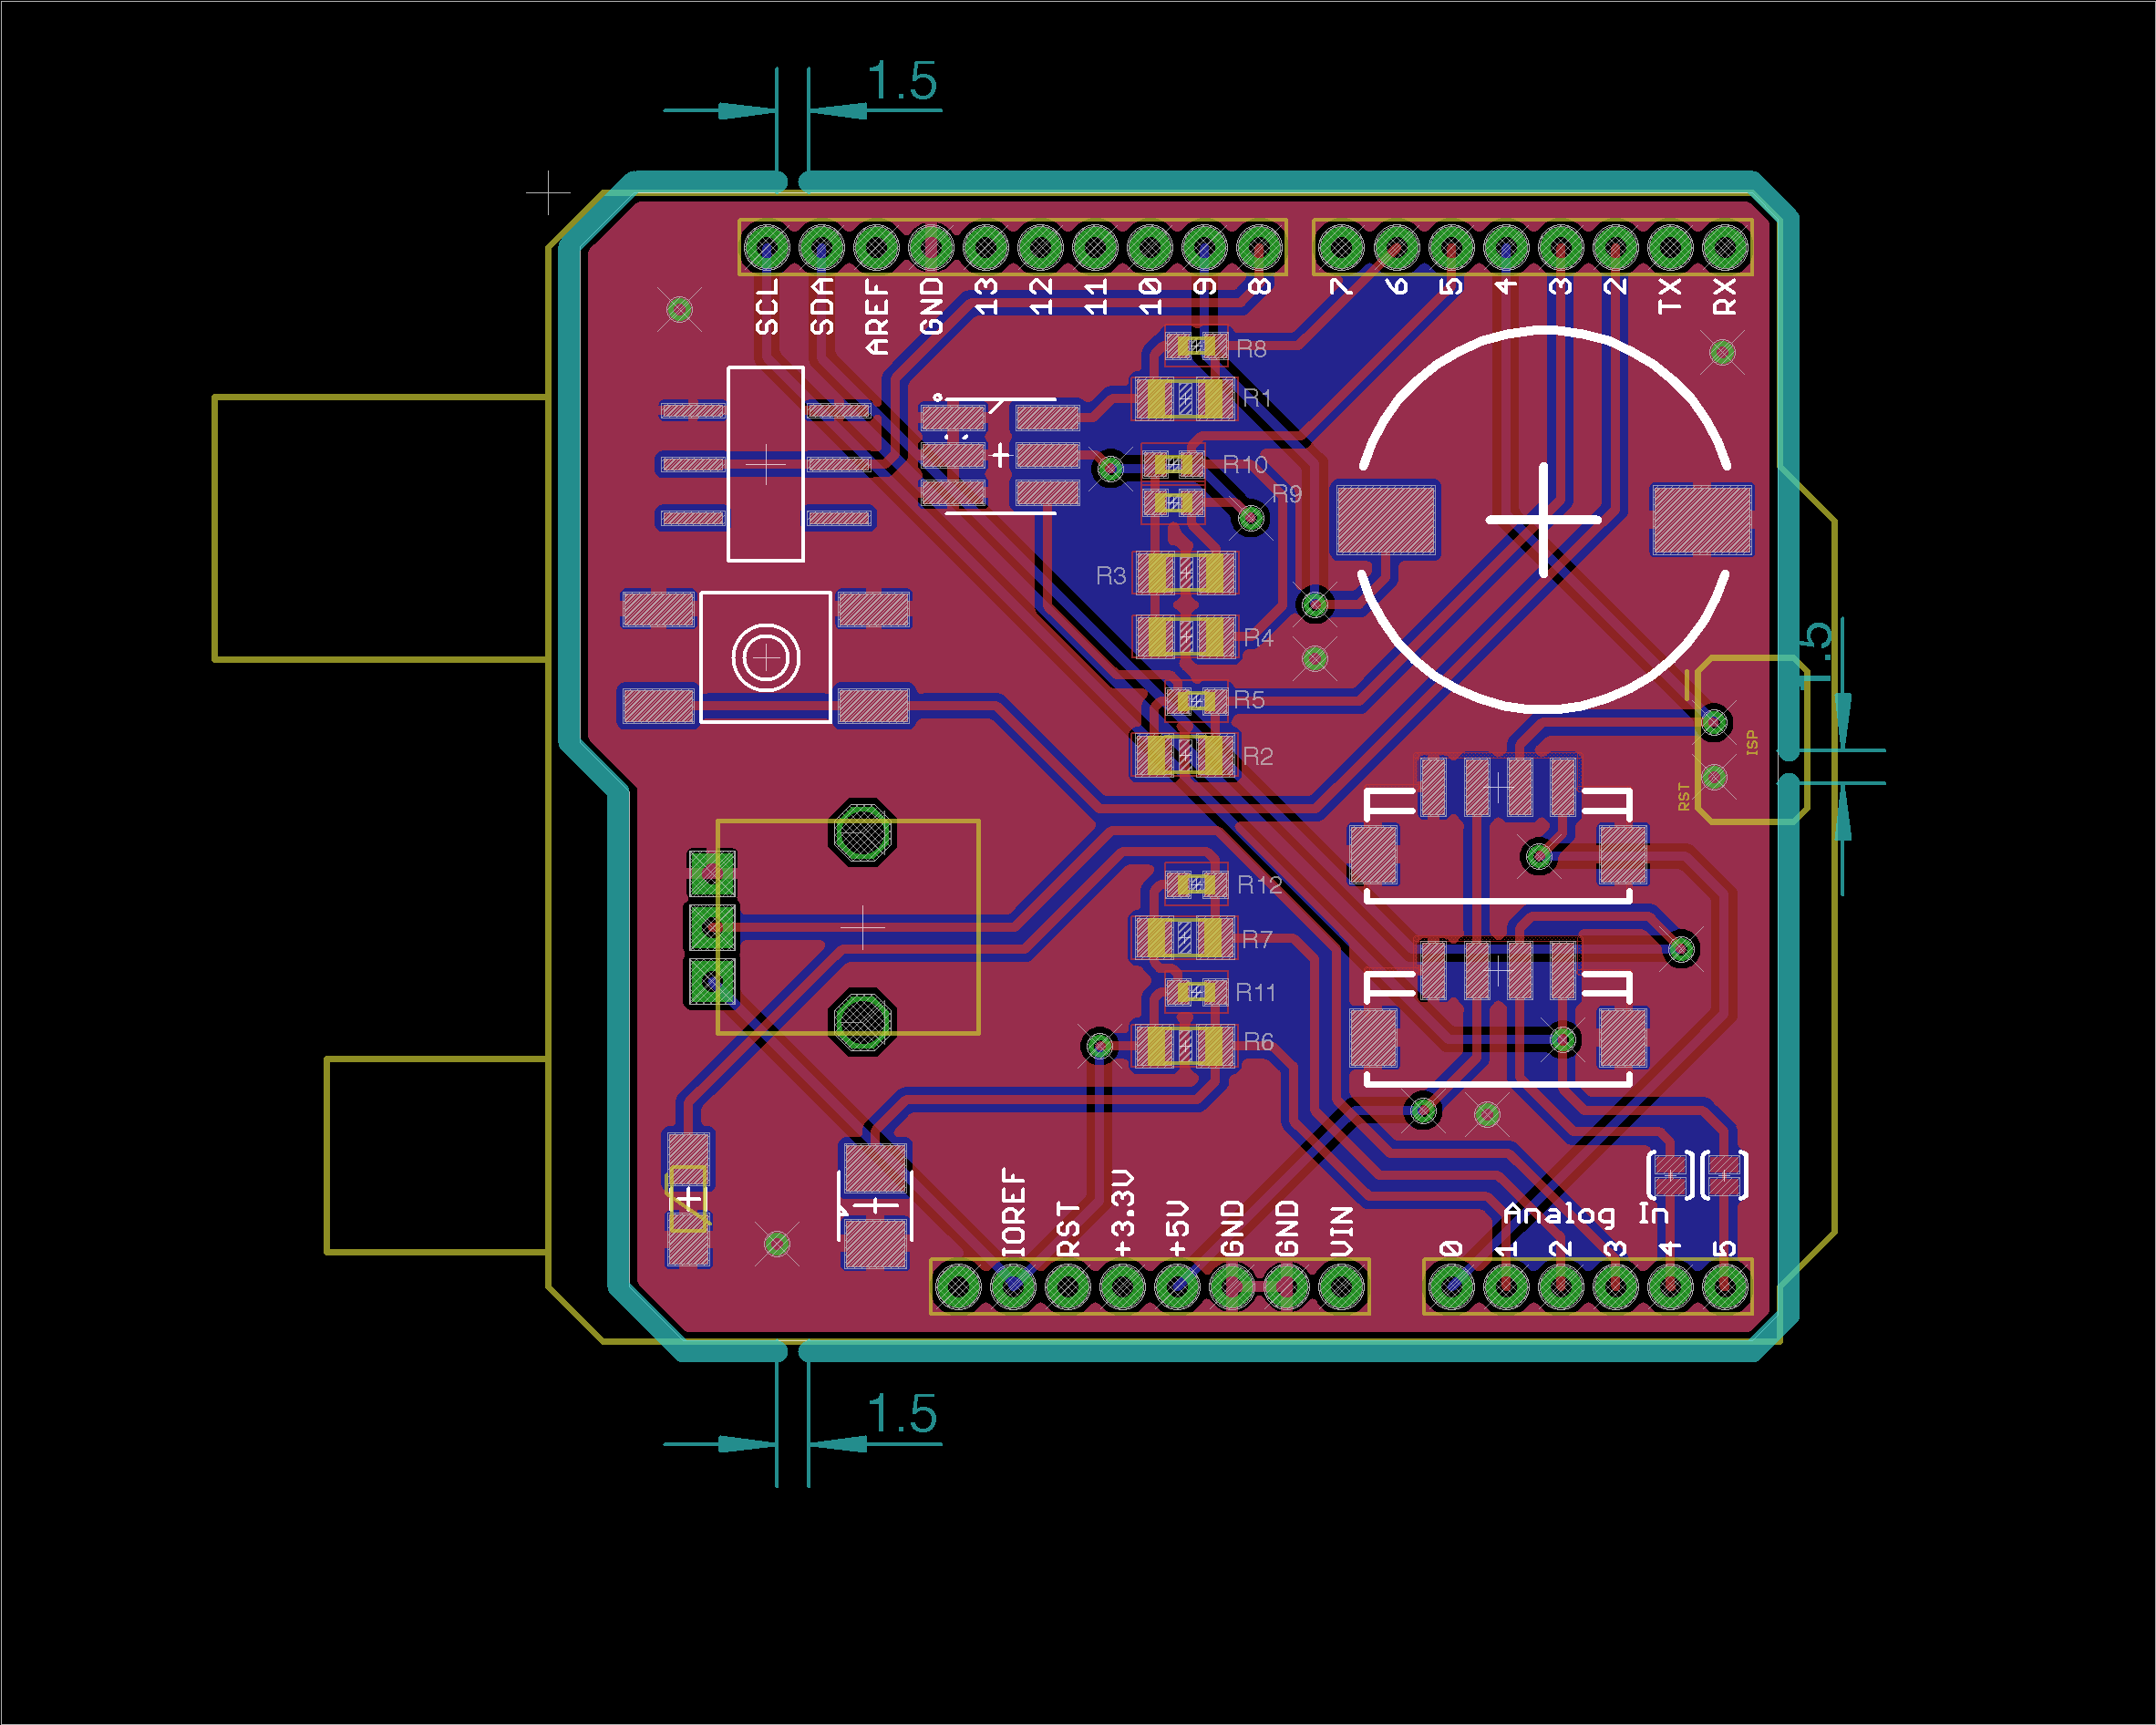 1.5
SCL
SDA
AREF
GND
13
12
11
10
9
8
7
6
5
4
3
2
TX
RX
R8
R1
R10
R9
R3
R4
R5
R2
1.5
ISP
RST
R12
R7
R11
R6
IOREF
RST
+3.3V
+5V
GND
GND
VIN
Analog In
0
1
2
3
4
5
1.5